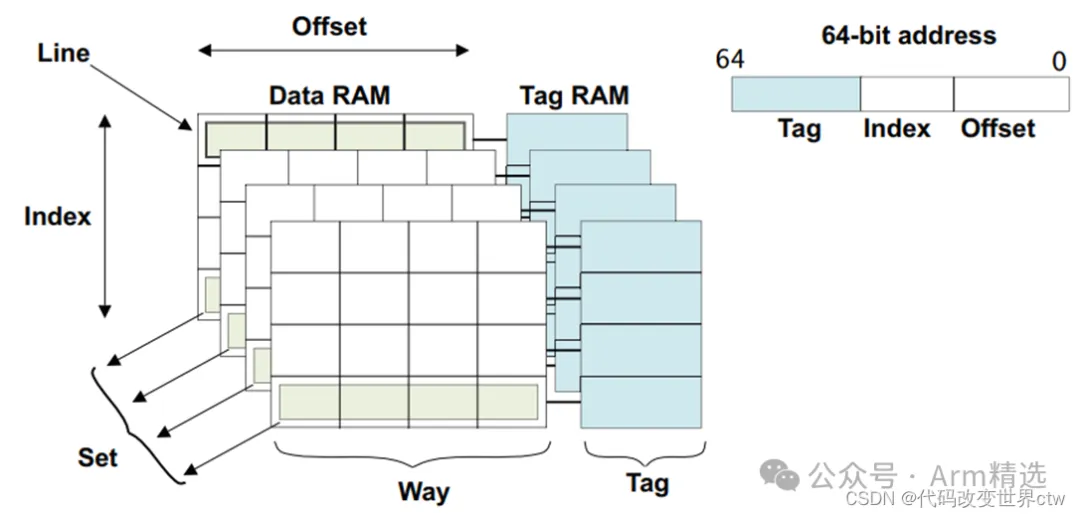 Offset
64-bit address
Line
64
0
Data RAM
Tag RAM
Tag
Index
Offset
Index
Set
Way
Tag
公众号 · Arm精选
CSDN @代码改变世界ctw